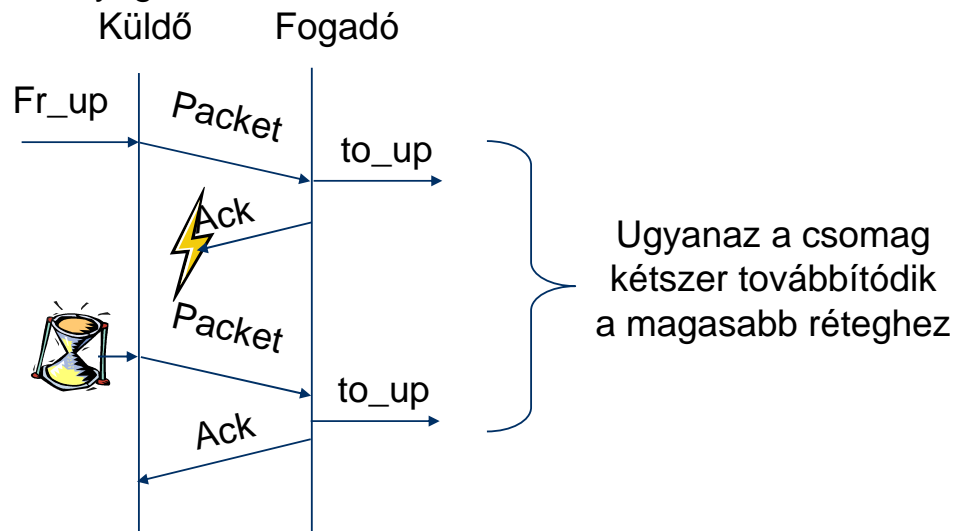 Küldő Fogadó
Fr_up
Packet
to_up
Ack
Ugyanaz a csomag
kétszer továbbítódik
a magasabb réteghez
Packet
to_up
Ack